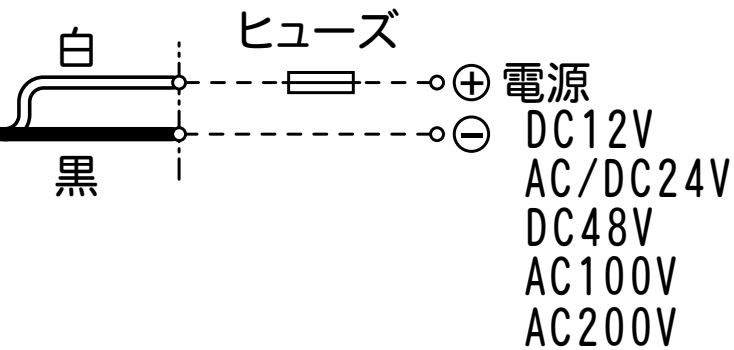 白
ヒューズ
⊕ 電源
⊖
黒
DC12V
AC/DC24V
DC48V
AC100V
AC200V